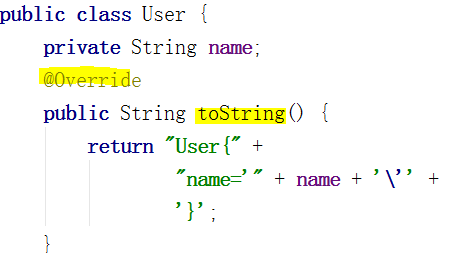 public class User {
    private String name;
    @Override
    public String toString() {
        return "User{" +
                "name='" + name + '\'' +
                '}';
    }